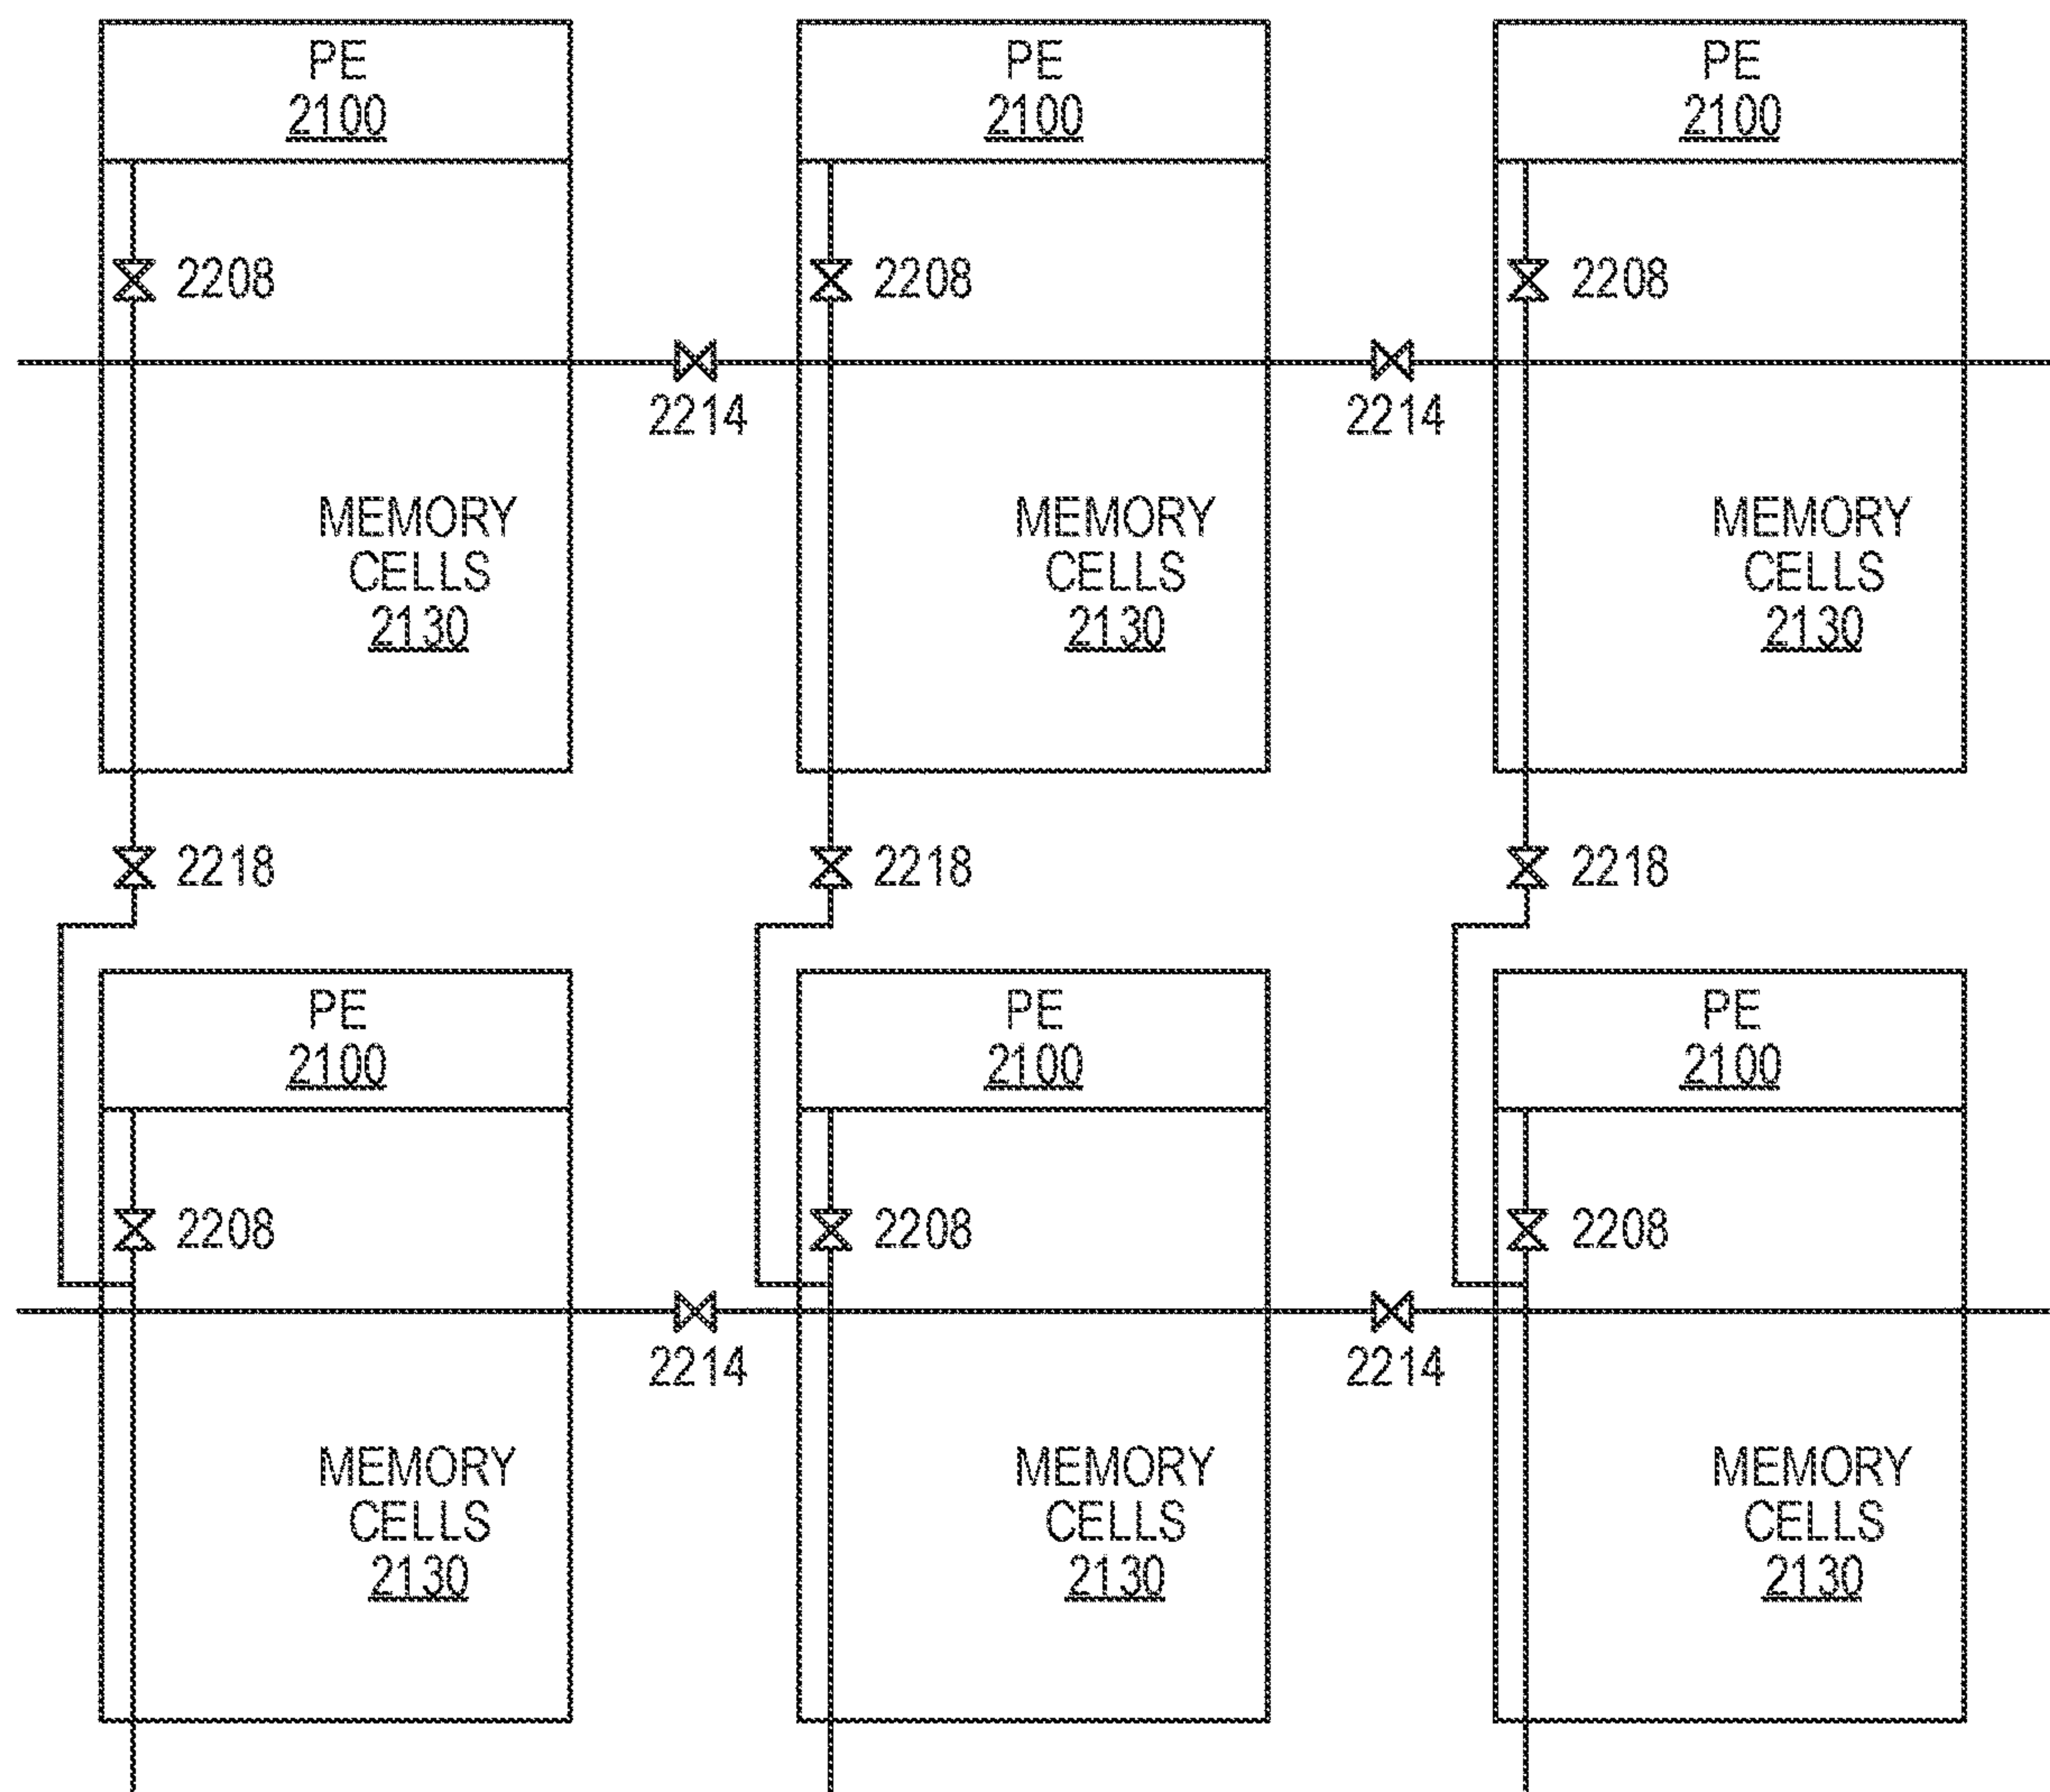 PE PE PE
2100 2100 2100
2208 2208 2208
2214 2214
MEMORY MEMORY MEMORY
CELLS CELLS CELLS
2130 2130 2130
2218 2218 2218
PE PE PE
2100 2100 2100
2208 2208 2208
2214 2214
MEMORY MEMORY MEMORY
CELLS CELLS CELLS
2130 2130 2130